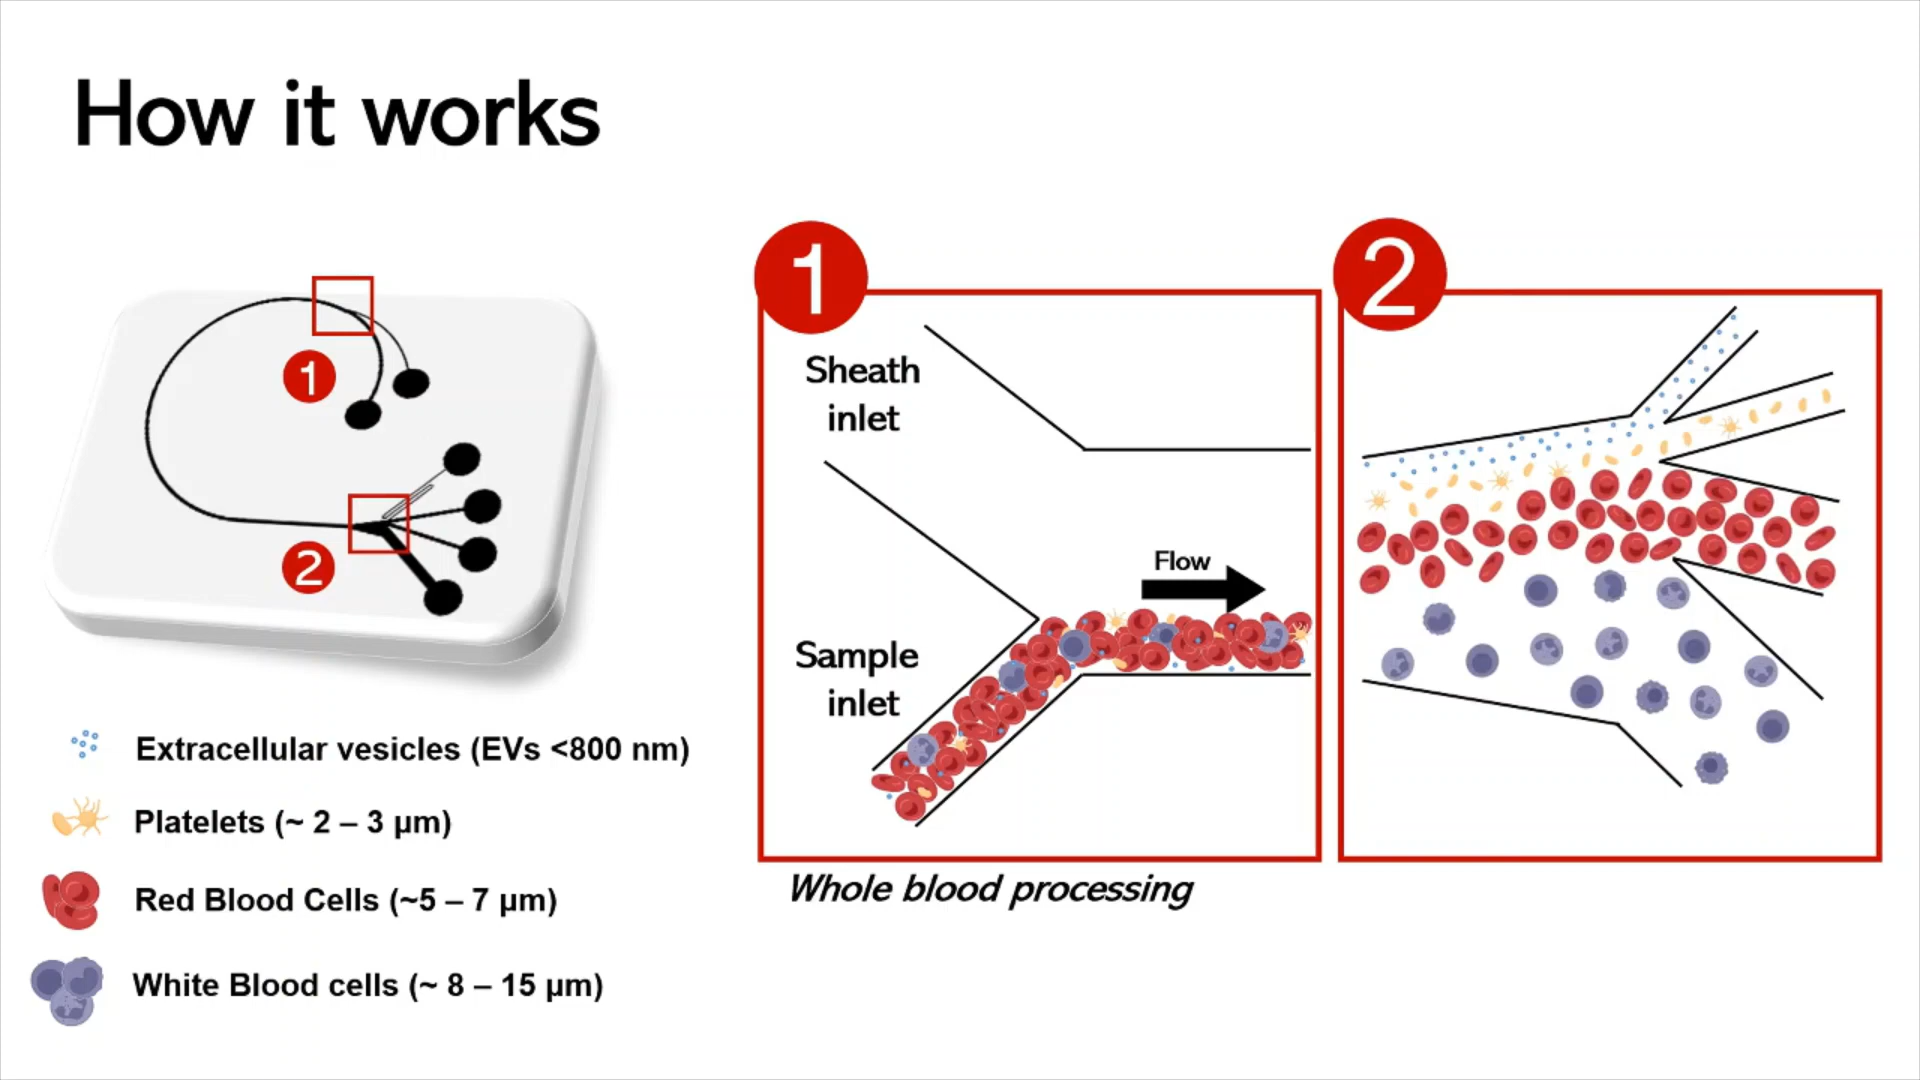 How it works
1
2
Extracellular vesicles (EVs <800 nm)
Platelets (~ 2 – 3 µm)
Red Blood Cells (~5 – 7 µm)
White Blood cells (~ 8 – 15 µm)
1
Sheath
inlet
Flow
Sample
inlet
Whole blood processing
2